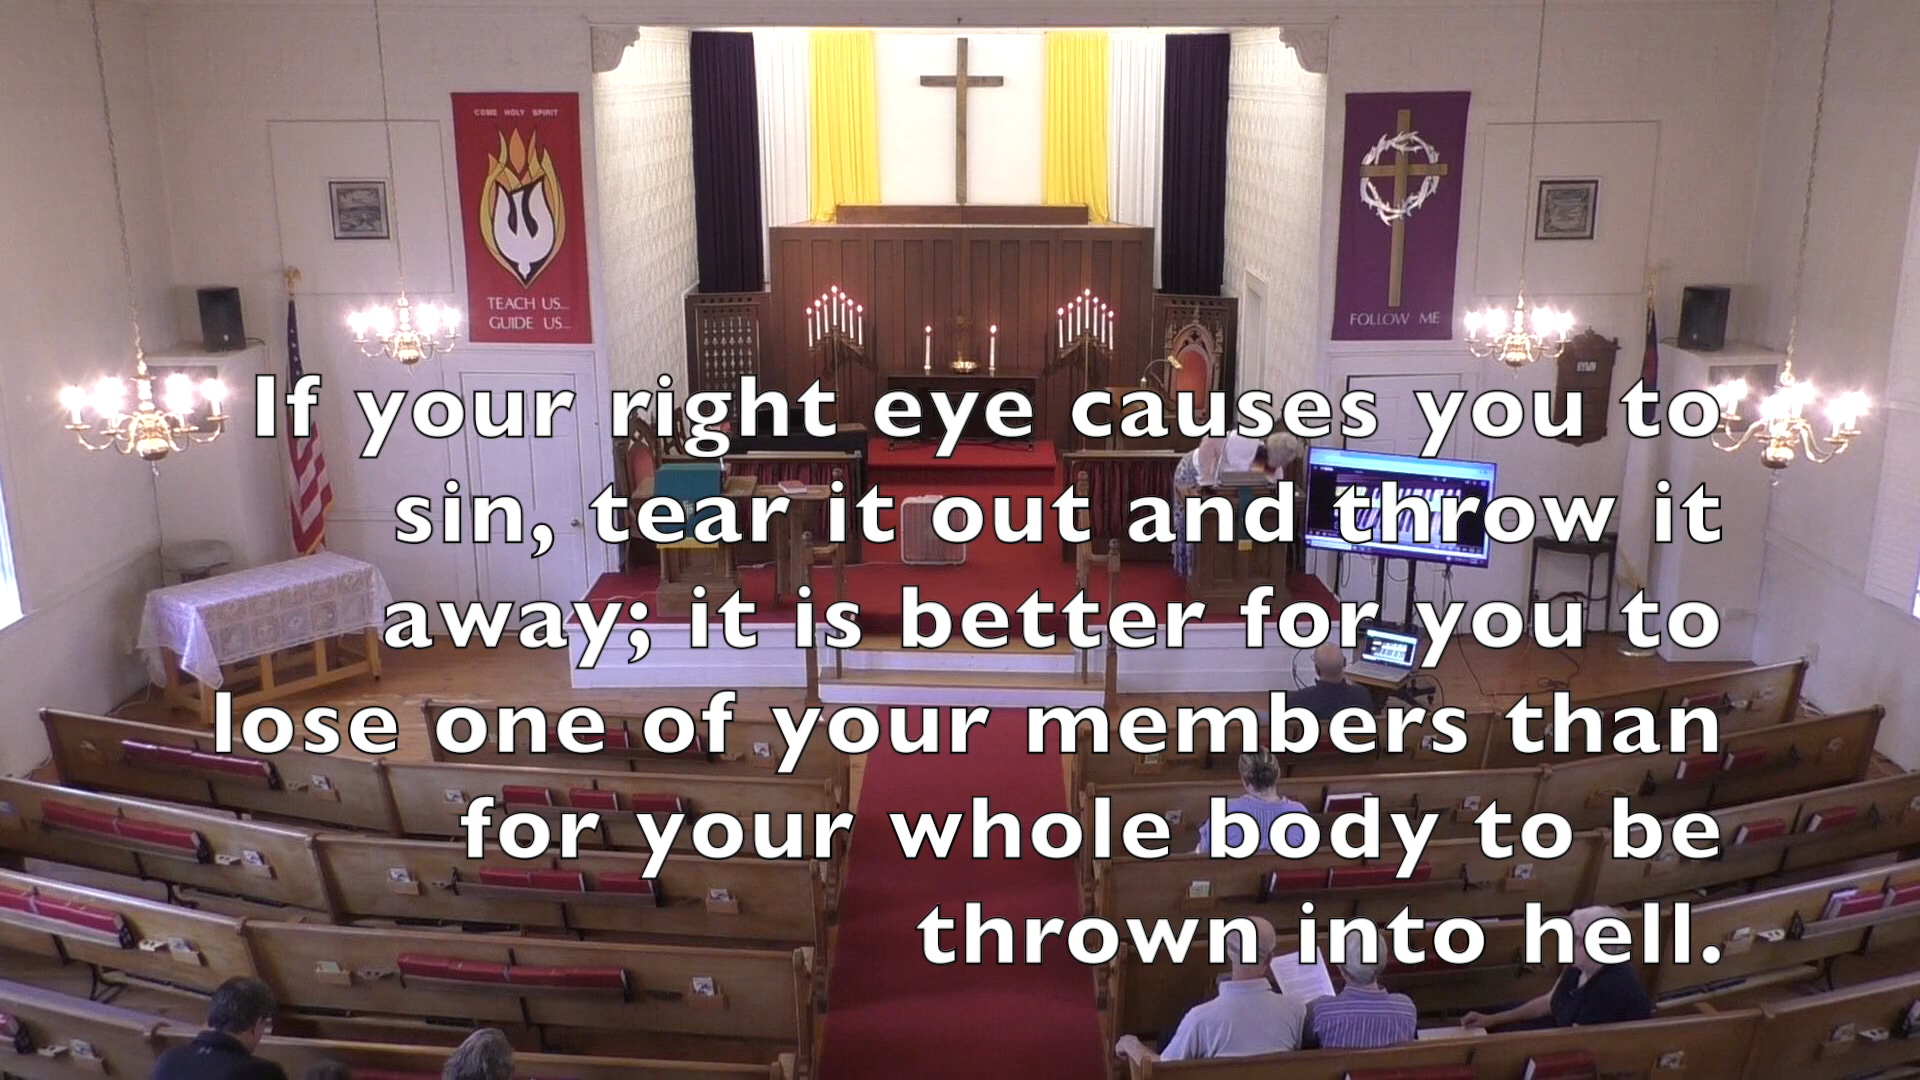 COME HOLY SPIRIT
TEACH US...
GUIDE US...
FOLLOW ME
If your right eye causes you to
sin, tear it out and throw it
away; it is better for you to
lose one of your members than
for your whole body to be
thrown into hell.